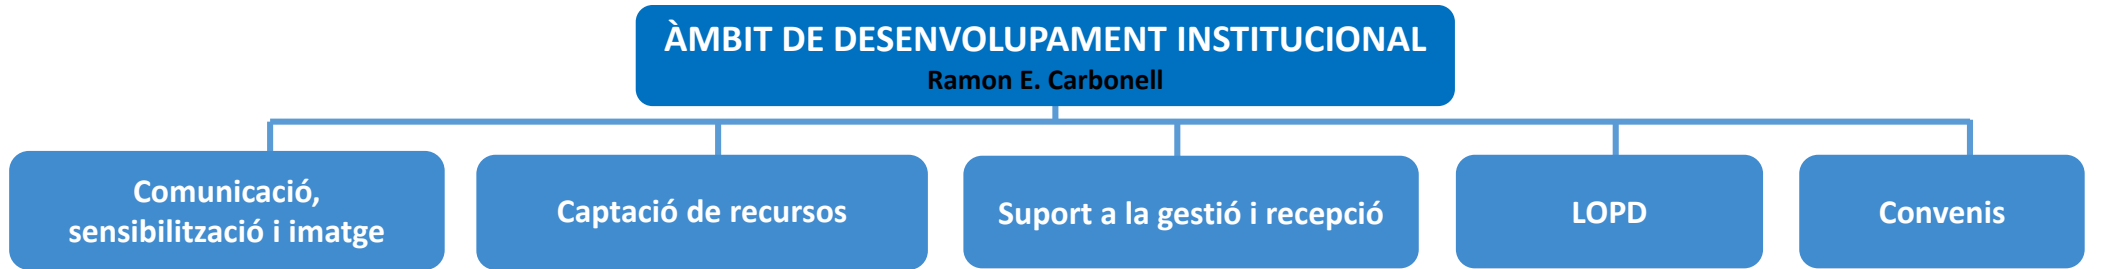 ÀMBIT DE DESENVOLUPAMENT INSTITUCIONAL
Ramon E. Carbonell
Comunicació,
sensibilització i imatge
Captació de recursos
Suport a la gestió i recepció
LOPD
Convenis